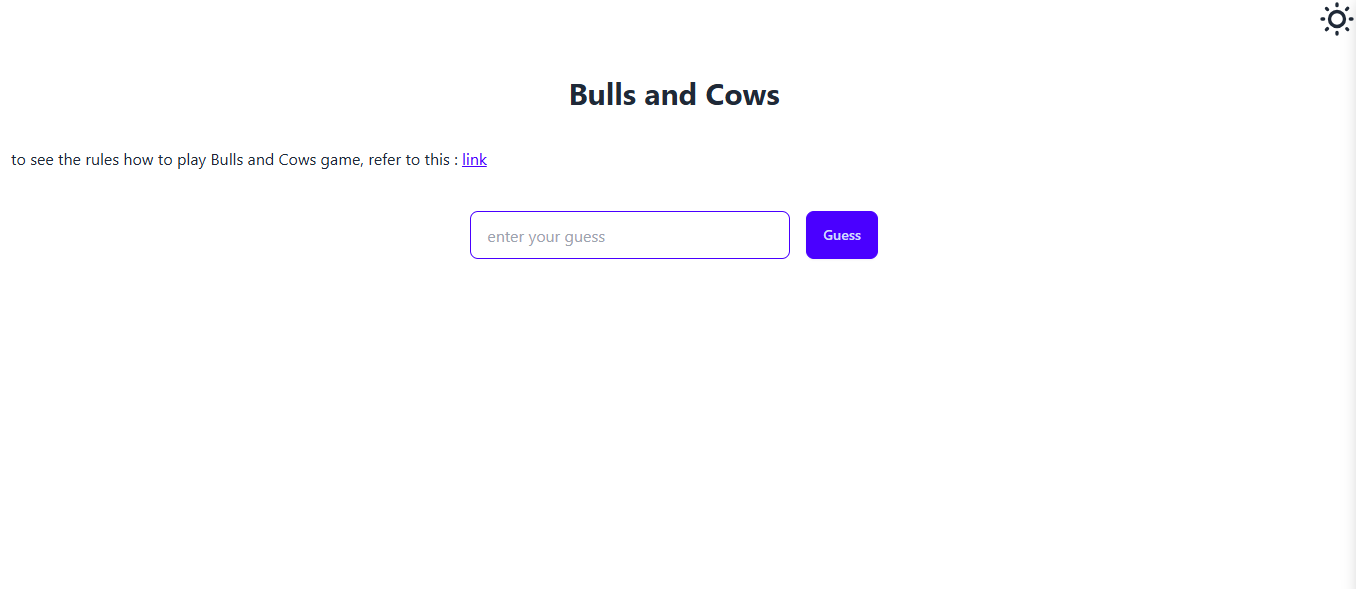 Bulls and Cows
to see the rules how to play Bulls and Cows game, refer to this : link
enter your guess
Guess